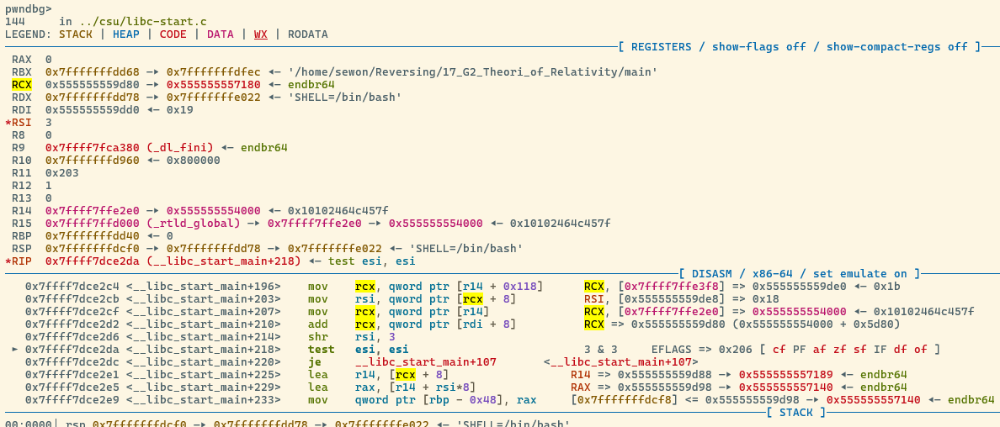 pwndbg>
144 in ../csu/libc-start.c
LEGEND: STACK | HEAP | CODE | DATA | WX | RODATA
[ REGISTERS / show-flags off / show-compact-regs off ]
RAX 0
RBX 0x7fffffffdd68 —▸ 0x7fffffffdfec ◂— '/home/sewon/Reversing/17_G2_Theori_of_Relativity/main'
RCX 0x555555559d80 —▸ 0x555555557180 ◂— endbr64
RDX 0x7fffffffdd78 —▸ 0x7fffffffe022 ◂— 'SHELL=/bin/bash'
RDI 0x555555559dd0 ◂— 0x19
*RSI 3
R8 0
R9 0x7ffff7fca380 (_dl_fini) ◂— endbr64
R10 0x7fffffffd960 ◂— 0x800000
R11 0x203
R12 1
R13 0
R14 0x7ffff7ffe2e0 —▸ 0x555555554000 ◂— 0x10102464c457f
R15 0x7ffff7ffd000 (_rtld_global) —▸ 0x7ffff7ffe2e0 —▸ 0x555555554000 ◂— 0x10102464c457f
RBP 0x7fffffffdd40 ◂— 0
RSP 0x7fffffffdcf0 —▸ 0x7fffffffdd78 —▸ 0x7fffffffe022 ◂— 'SHELL=/bin/bash'
*RIP 0x7ffff7dce2da (__libc_start_main+218) ◂— test esi, esi
[ DISASM / x86-64 / set emulate on ]
0x7ffff7dce2c4 <__libc_start_main+196> mov rcx, qword ptr [r14 + 0x118] RCX, [0x7ffff7ffe3f8] => 0x555555559de0 ◂— 0x1b
0x7ffff7dce2cb <__libc_start_main+203> mov rsi, qword ptr [rcx + 8] RSI, [0x555555559de8] => 0x18
0x7ffff7dce2cf <__libc_start_main+207> mov rcx, qword ptr [r14] RCX, [0x7ffff7ffe2e0] => 0x555555554000 ◂— 0x10102464c457f
0x7ffff7dce2d2 <__libc_start_main+210> add rcx, qword ptr [rdi + 8] RCX => 0x555555559d80 (0x555555554000 + 0x5d80)
0x7ffff7dce2d6 <__libc_start_main+214> shr rsi, 3
► 0x7ffff7dce2da <__libc_start_main+218> test esi, esi 3 & 3 EFLAGS => 0x206 [ cf PF af zf sf IF df of ]
0x7ffff7dce2dc <__libc_start_main+220> je __libc_start_main+107 <__libc_start_main+107>
0x7ffff7dce2e1 <__libc_start_main+225> lea r14, [rcx + 8] R14 => 0x555555559d88 —▸ 0x555555557189 ◂— endbr64
0x7ffff7dce2e5 <__libc_start_main+229> lea rax, [r14 + rsi*8] RAX => 0x555555559d98 —▸ 0x555555557140 ◂— endbr64
0x7ffff7dce2e9 <__libc_start_main+233> mov qword ptr [rbp - 0x48], rax [0x7fffffffdcf8] <= 0x555555559d98 —▸ 0x555555557140 ◂— endbr64
[ STACK ]
00:0000│ rsp 0x7fffffffdcf0 —▸ 0x7fffffffdd78 —▸ 0x7fffffffe022 ◂— 'SHELL=/bin/bash'